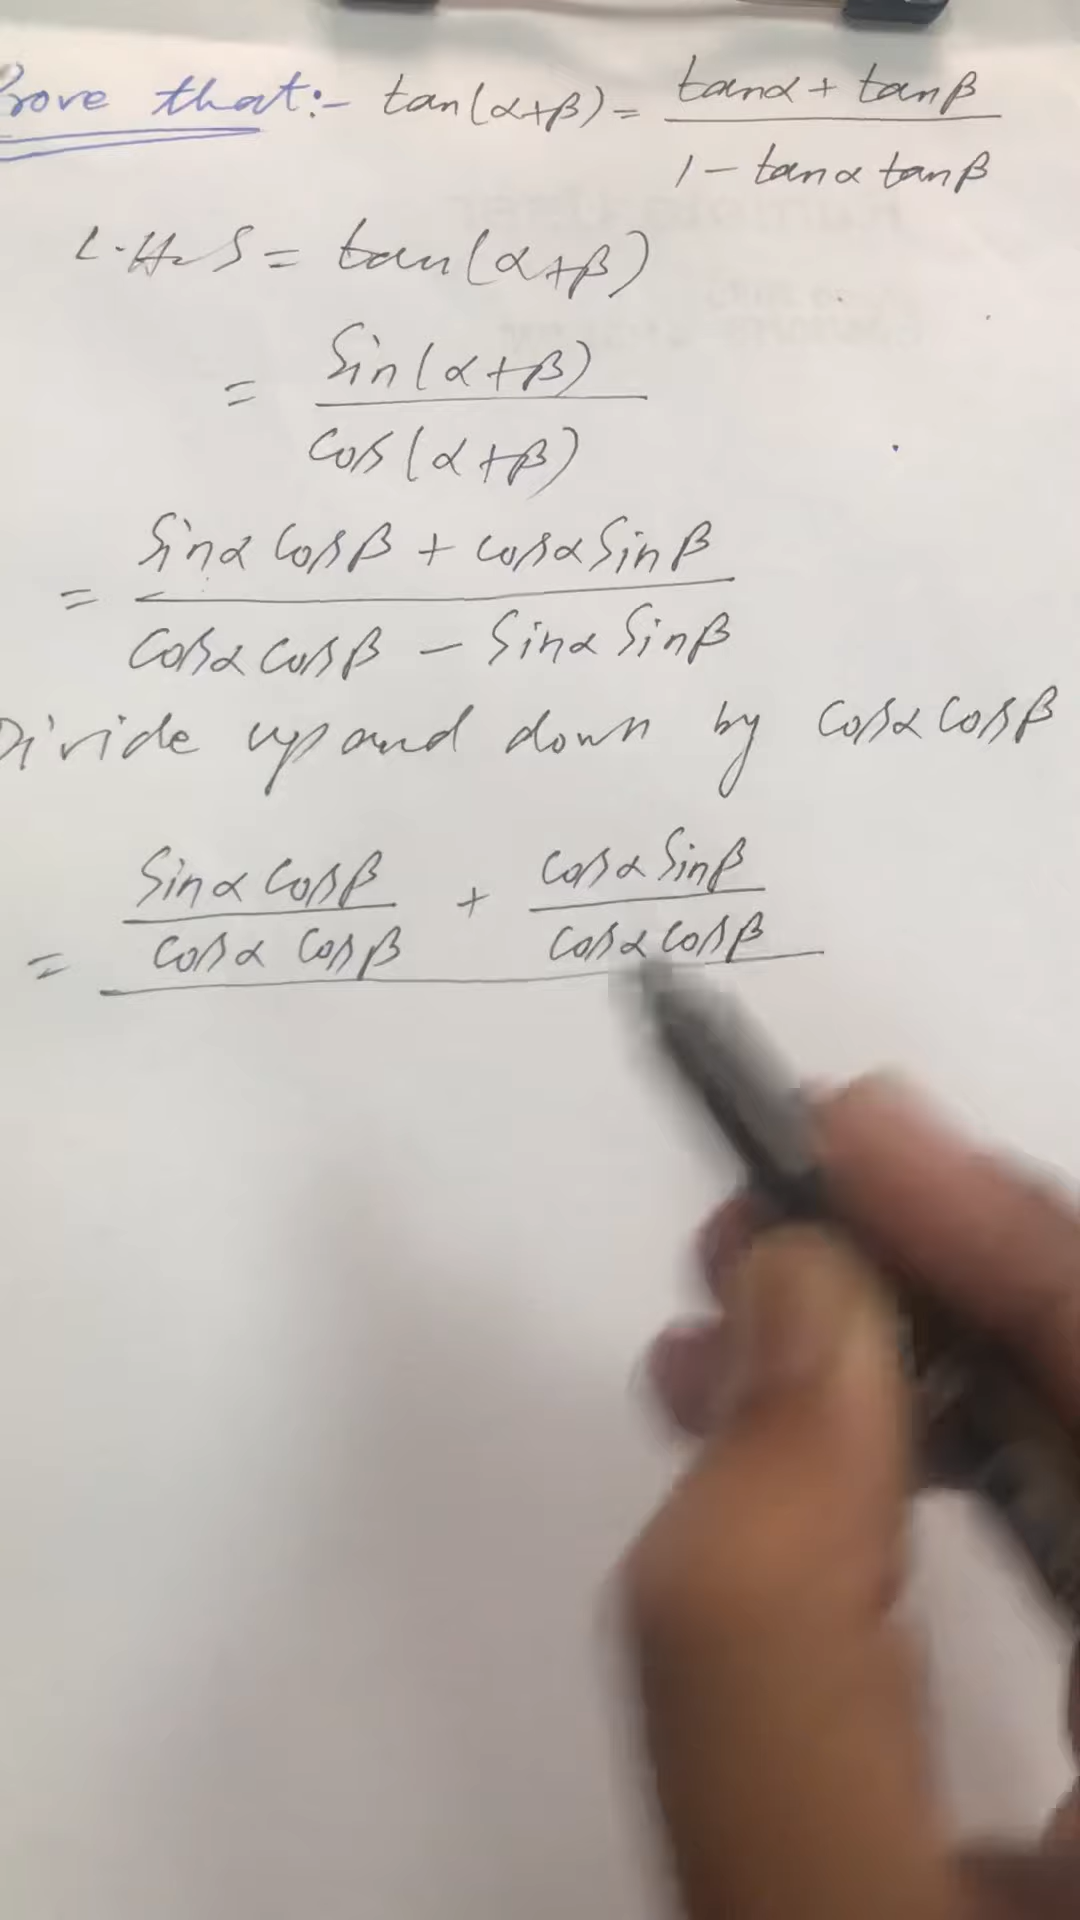 Prove that:- tan(α+β) = (tanα + tanβ)/(1 - tanα tanβ)
L.H.S = tan(α+β)
= Sin(α+β)/Cos(α+β)
= (Sinα Cosβ + Cosα Sinβ)/(Cosα Cosβ - Sinα Sinβ)
Divide up and down by Cosα Cosβ
= Sinα Cosβ/Cosα Cosβ + Cosα Sinβ/Cosα Cosβ